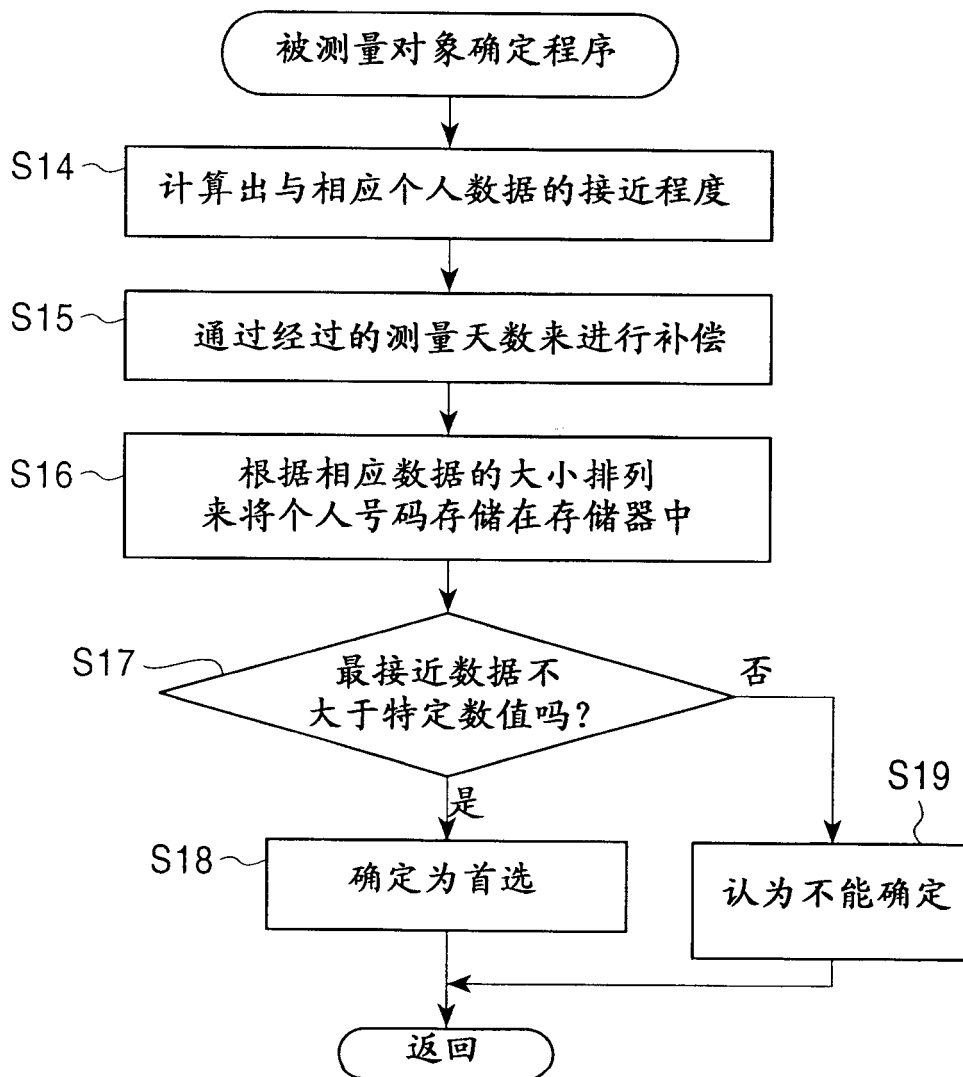 被测量对象确定程序
S14
计算出与相应个人数据的接近程度
S15
通过经过的测量天数来进行补偿
S16
根据相应数据的大小排列
来将个人号码存储在存储器中
S17
最接近数据不
大于特定数值吗?
否
是
S18
确定为首选
S19
认为不能确定
返回